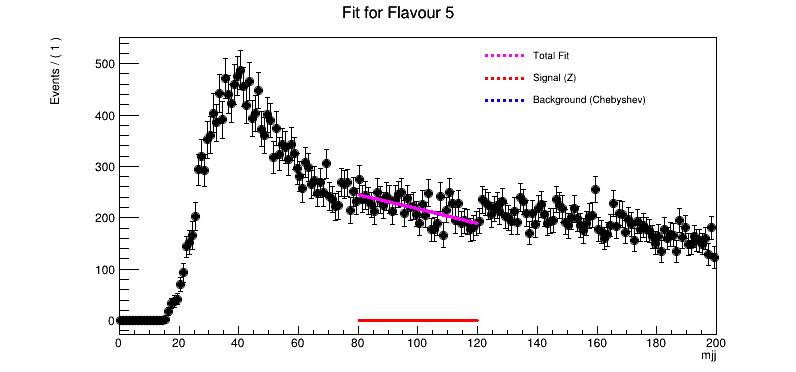 Fit for Flavour 5
Events / ( 1 )
Total Fit
Signal (Z)
Background (Chebyshev)
500
400
300
200
100
0
0 20 40 60 80 100 120 140 160 180 200
mjj